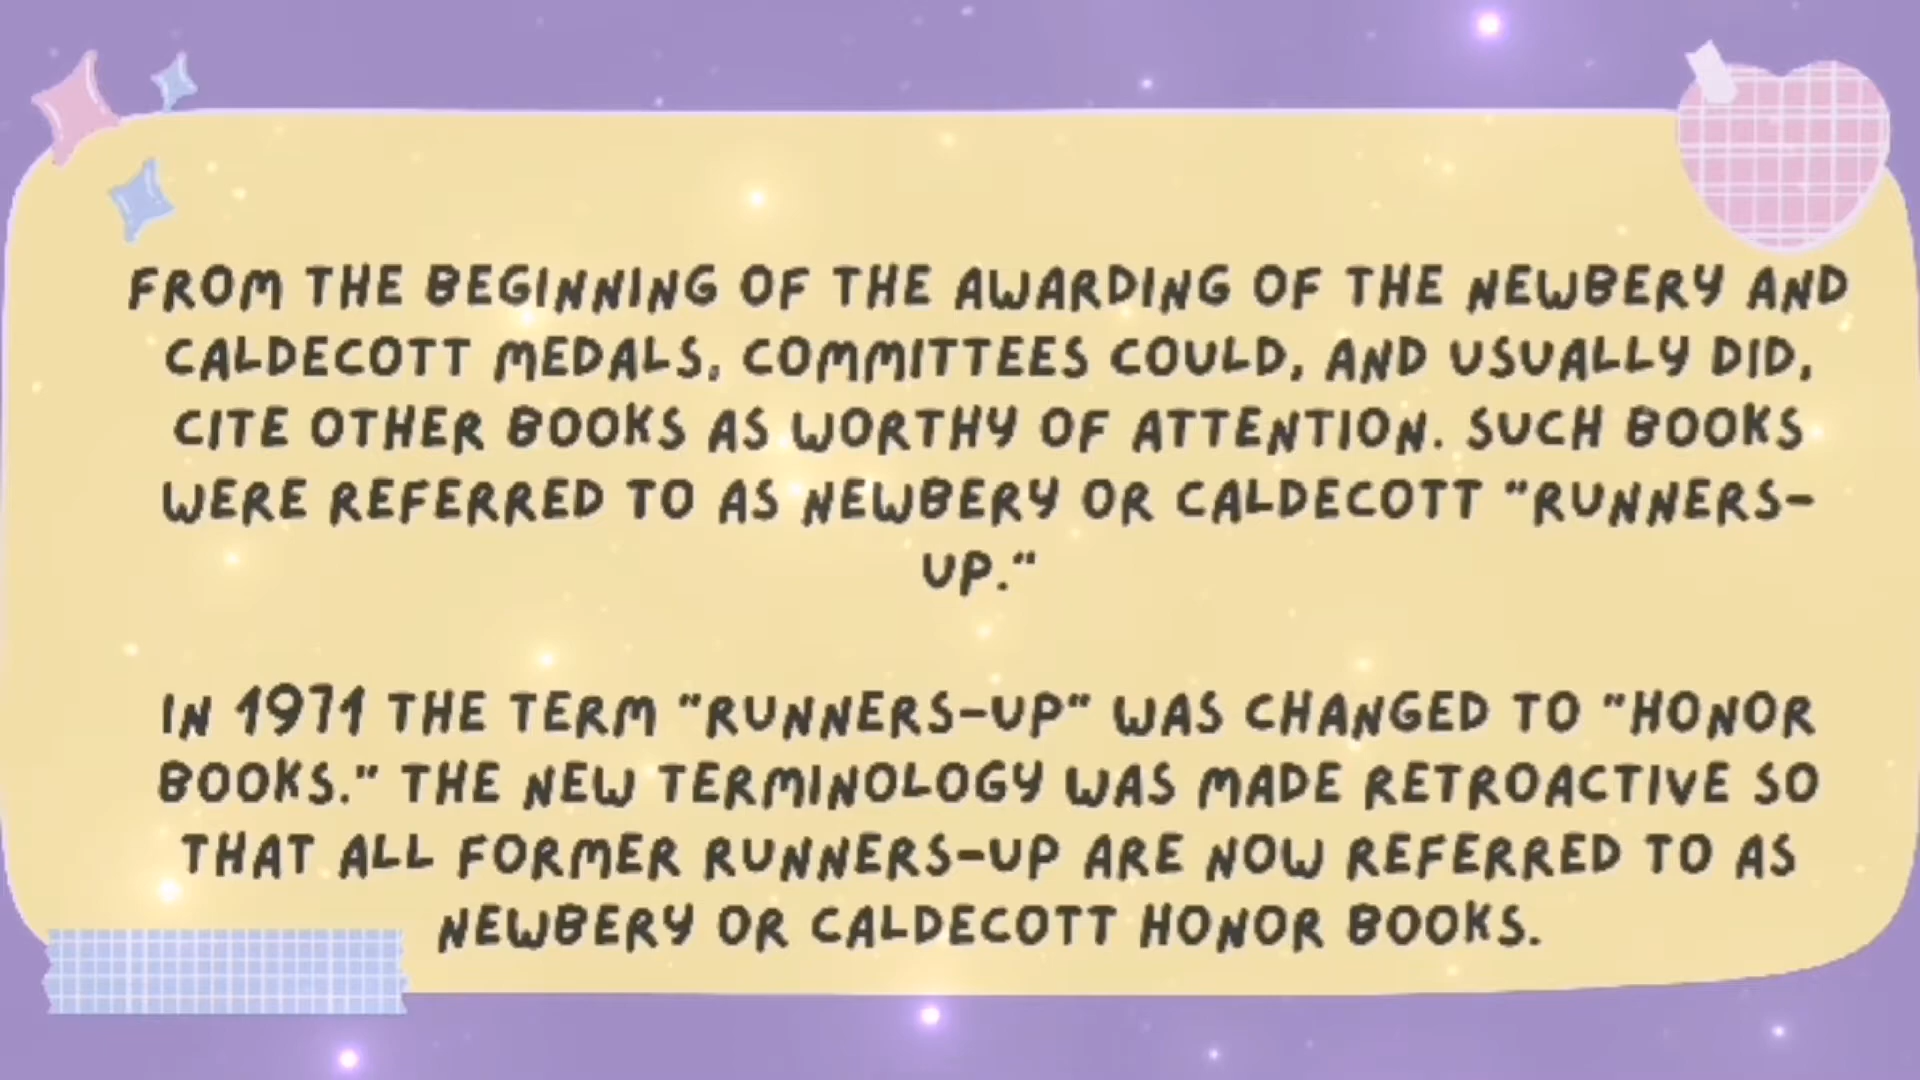 FROM THE BEGINNING OF THE AWARDING OF THE NEWBERY AND
CALDECOTT MEDALS, COMMITTEES COULD, AND USUALLY DID,
CITE OTHER BOOKS AS WORTHY OF ATTENTION. SUCH BOOKS
WERE REFERRED TO AS NEWBERY OR CALDECOTT "RUNNERS-
UP."
IN 1971 THE TERM "RUNNERS-UP" WAS CHANGED TO "HONOR
BOOKS." THE NEW TERMINOLOGY WAS MADE RETROACTIVE SO
THAT ALL FORMER RUNNERS-UP ARE NOW REFERRED TO AS
NEWBERY OR CALDECOTT HONOR BOOKS.